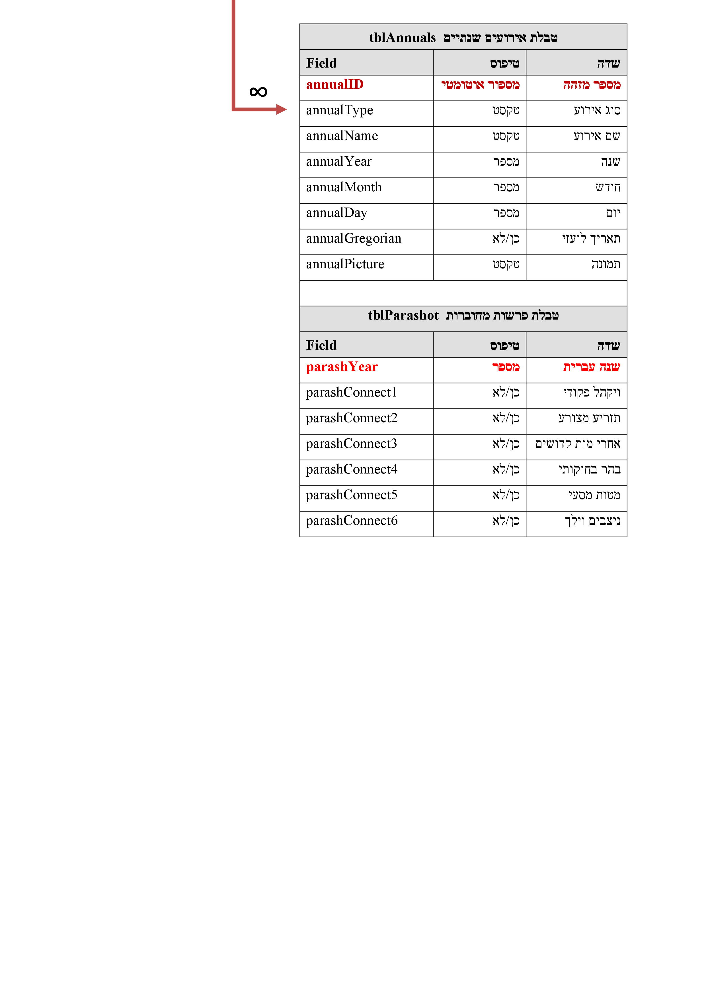 טבלת אירועים שנתיים tblAnnuals
שדה טיפוס Field
מספר מזהה מספור אוטומטי annualID
∞
סוג אירוע טקסט annualType
שם אירוע טקסט annualName
שנה מספר annualYear
חודש מספר annualMonth
יום מספר annualDay
תאריך לועזי כן/לא annualGregorian
תמונה טקסט annualPicture
טבלת פרשות מחוברות tblParashot
שדה טיפוס Field
שנה עברית מספר parashYear
ויקהל פקודי כן/לא parashConnect1
תזריע מצורע כן/לא parashConnect2
אחרי מות קדושים כן/לא parashConnect3
בהר בחוקותי כן/לא parashConnect4
מטות מסעי כן/לא parashConnect5
ניצבים וילך כן/לא parashConnect6